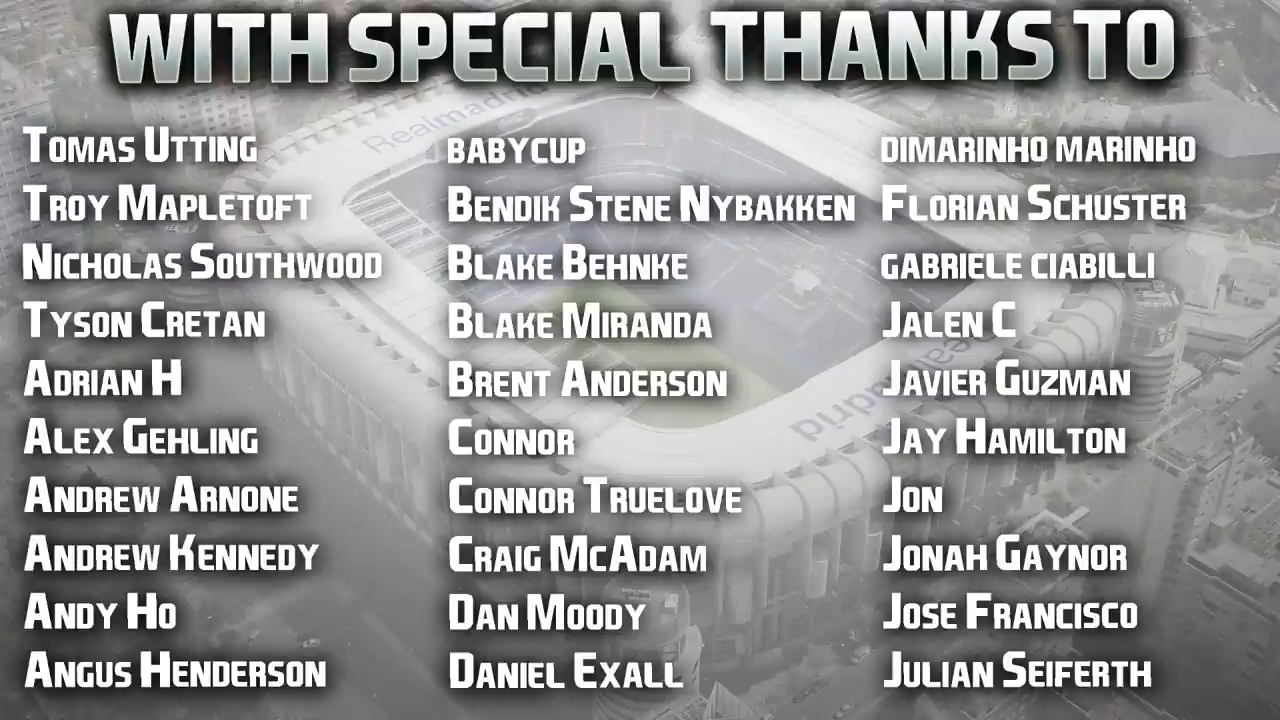 WITH SPECIAL THANKS TO
Tomas Utting
Troy Mapletoft
Nicholas Southwood
Tyson Cretan
Adrian H
Alex Gehling
Andrew Arnone
Andrew Kennedy
Andy Ho
Angus Henderson
babycup
Bendik Stene Nybakken
Blake Behnke
Blake Miranda
Brent Anderson
Connor
Connor Truelove
Craig McAdam
Dan Moody
Daniel Exall
dimarinho marinho
Florian Schuster
gabriele ciabilli
Jalen C
Javier Guzman
Jay Hamilton
Jon
Jonah Gaynor
Jose Francisco
Julian Seiferth
Realmadrid
Realmadrid